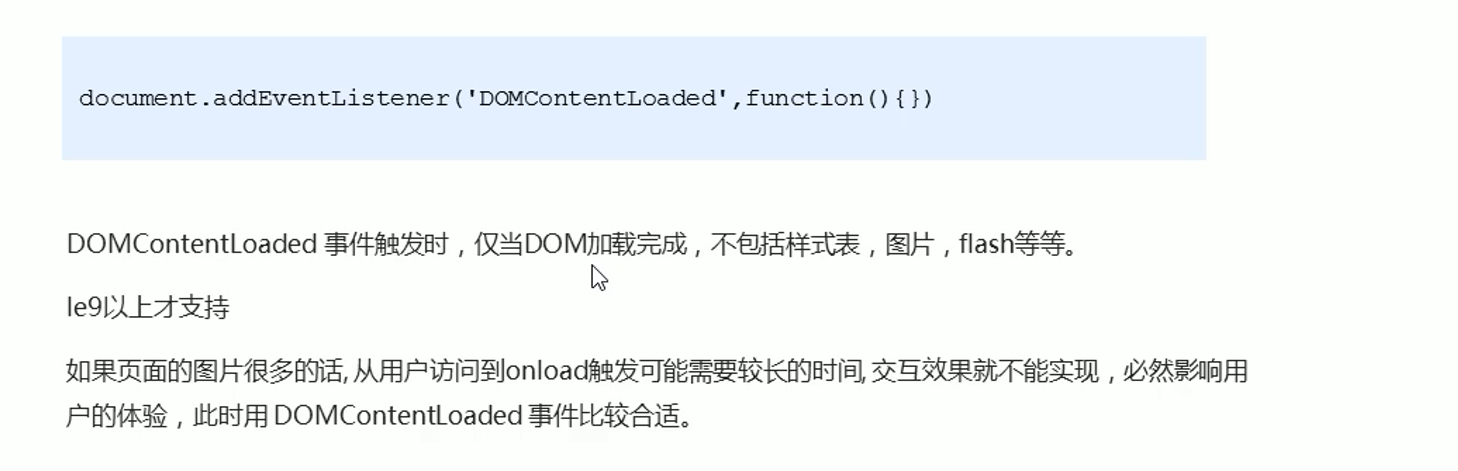 document.addEventListener('DOMContentLoaded',function(){})
DOMContentLoaded 事件触发时，仅当DOM加载完成，不包括样式表，图片，flash等等。
Ie9以上才支持
如果页面的图片很多的话, 从用户访问到onload触发可能需要较长的时间, 交互效果就不能实现，必然影响用
户的体验，此时用 DOMContentLoaded 事件比较合适。